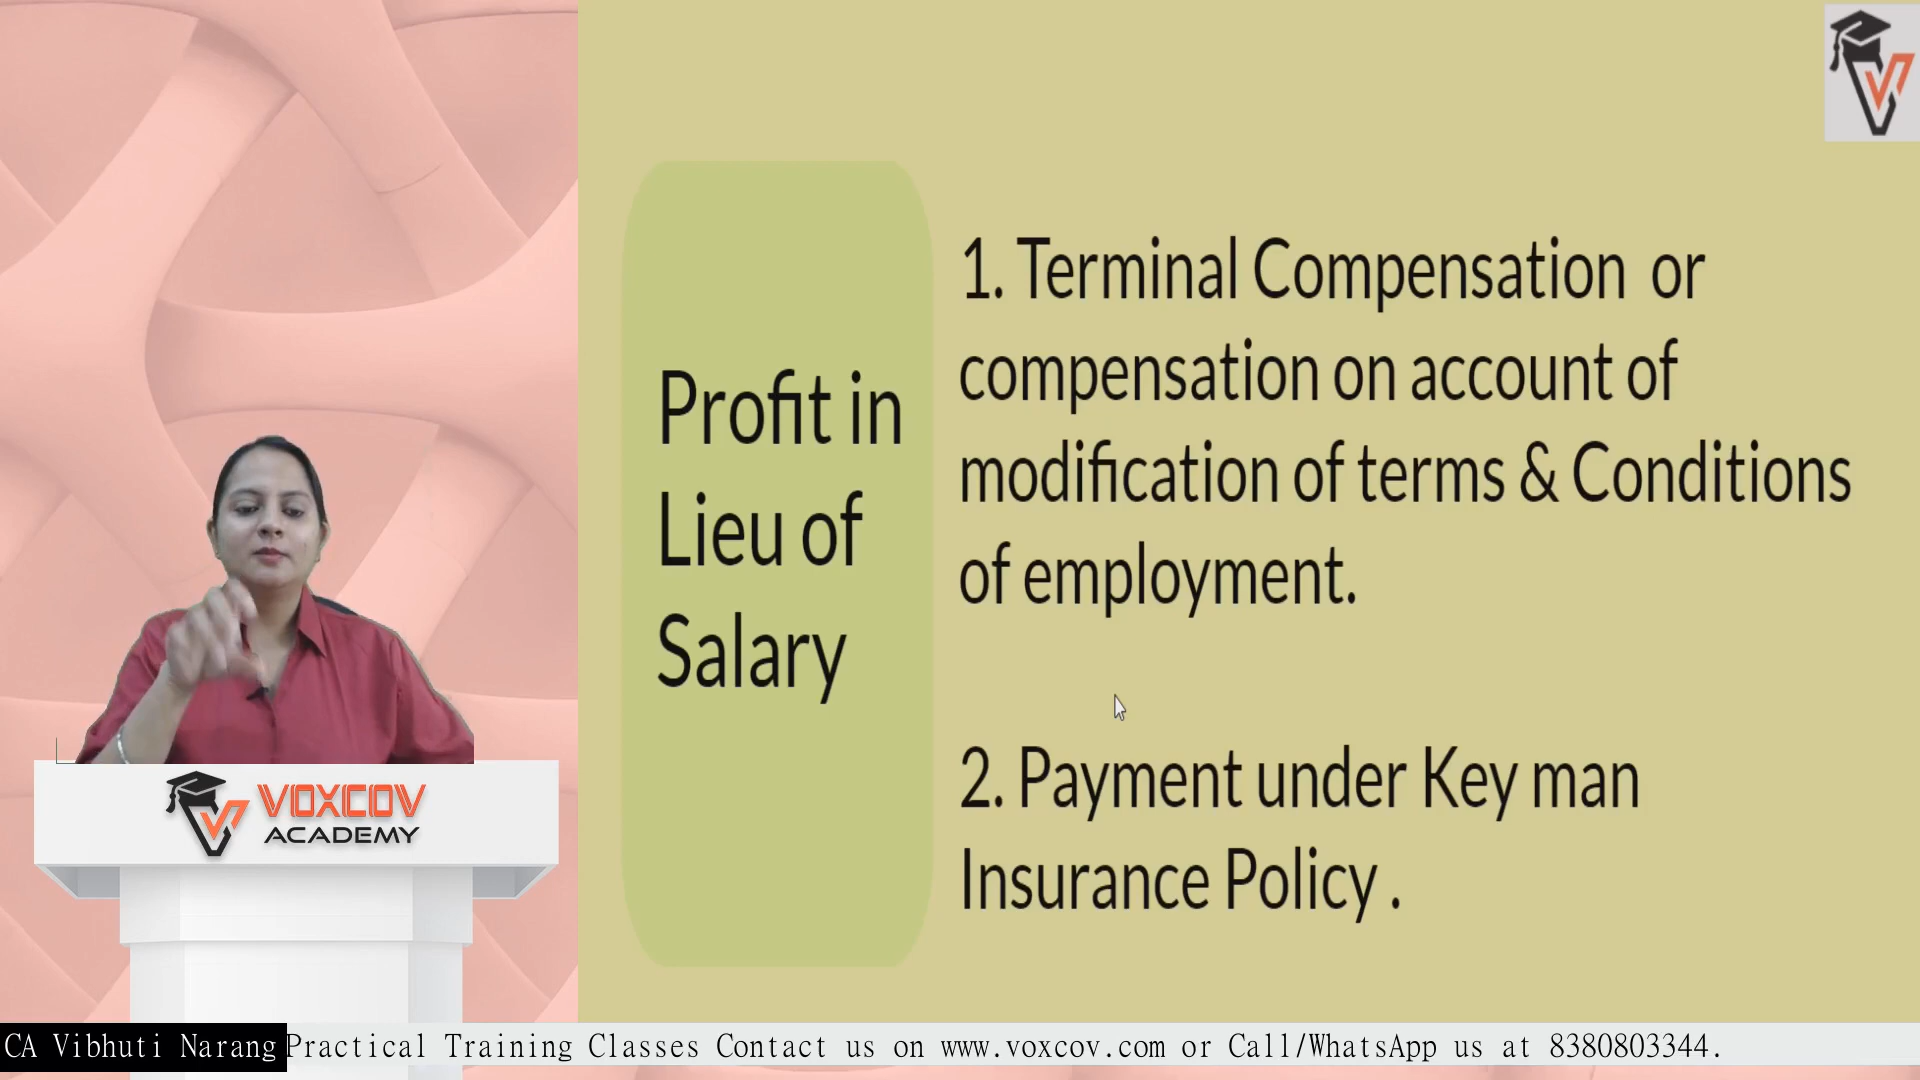 Profit in
Lieu of
Salary
1. Terminal Compensation or
compensation on account of
modification of terms & Conditions
of employment.
2. Payment under Key man
Insurance Policy .
VOXCOV
ACADEMY
CA Vibhuti Narang Practical Training Classes Contact us on www.voxcov.com or Call/WhatsApp us at 8380803344.